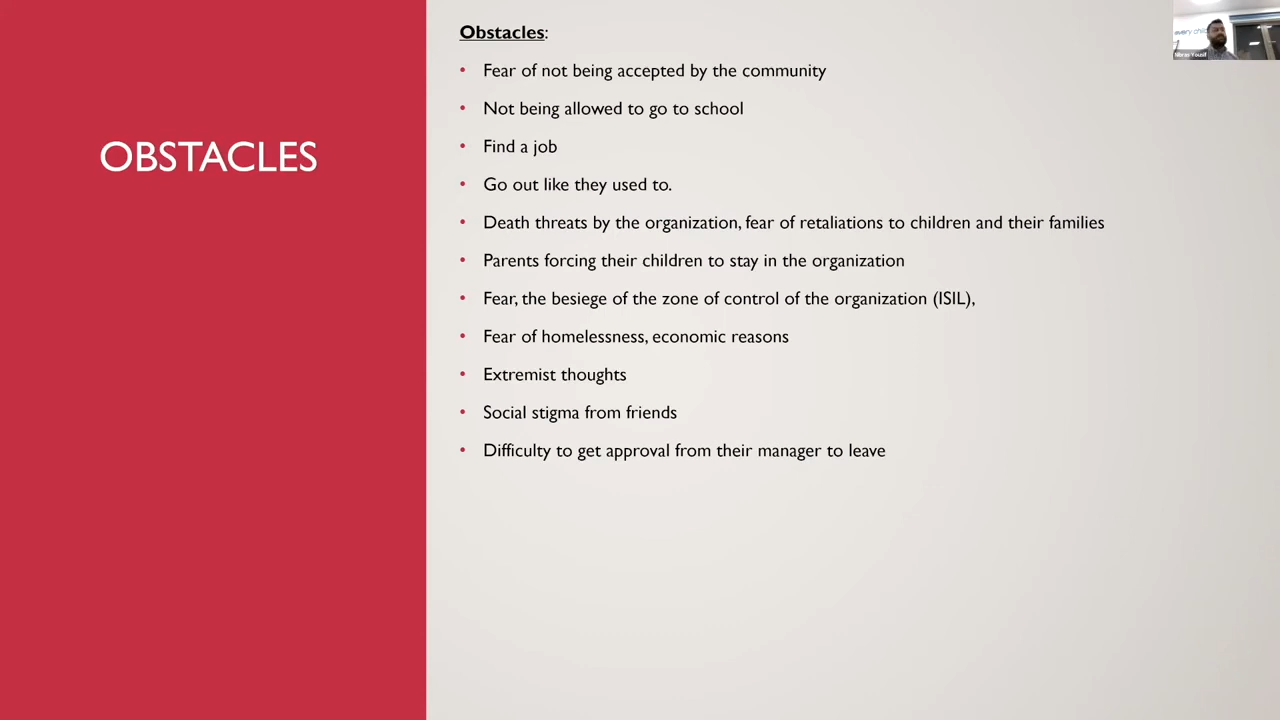 OBSTACLES
Obstacles:
• Fear of not being accepted by the community
• Not being allowed to go to school
• Find a job
• Go out like they used to.
• Death threats by the organization, fear of retaliations to children and their families
• Parents forcing their children to stay in the organization
• Fear, the besiege of the zone of control of the organization (ISIL),
• Fear of homelessness, economic reasons
• Extremist thoughts
• Social stigma from friends
• Difficulty to get approval from their manager to leave
every chil
Yousif